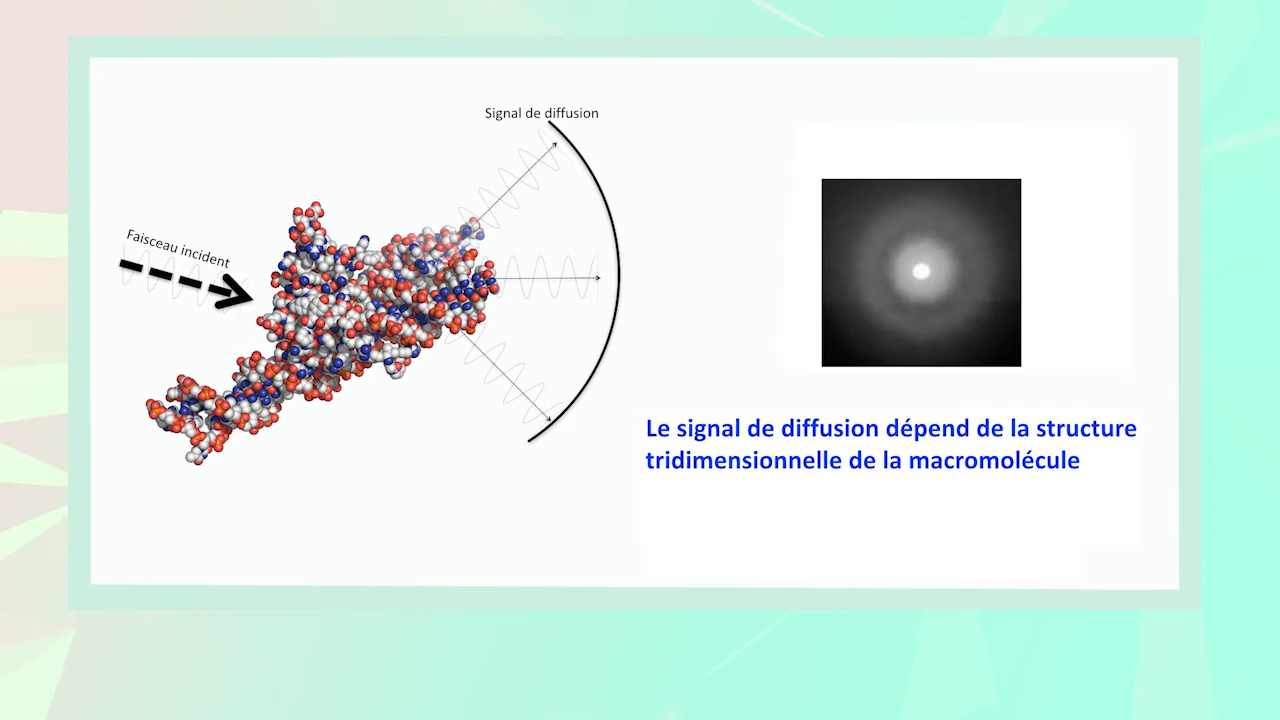 Signal de diffusion
Faisceau incident
Le signal de diffusion dépend de la structure
tridimensionnelle de la macromolécule